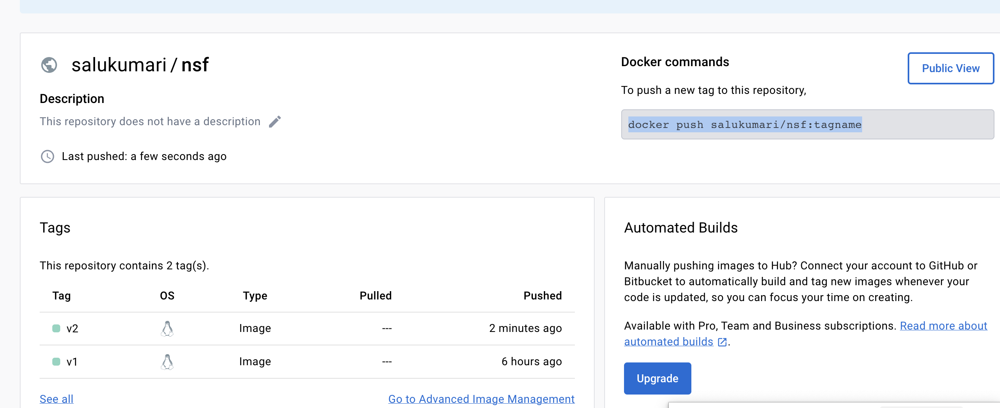 salukumari / nsf
Description
This repository does not have a description
Last pushed: a few seconds ago
Docker commands
Public View
To push a new tag to this repository,
docker push salukumari/nsf:tagname
Tags
This repository contains 2 tag(s).
Tag OS Type Pulled Pushed
v2 Image --- 2 minutes ago
v1 Image --- 6 hours ago
See all
Go to Advanced Image Management
Automated Builds
Manually pushing images to Hub? Connect your account to GitHub or
Bitbucket to automatically build and tag new images whenever your
code is updated, so you can focus your time on creating.
Available with Pro, Team and Business subscriptions. Read more about
automated builds .
Upgrade